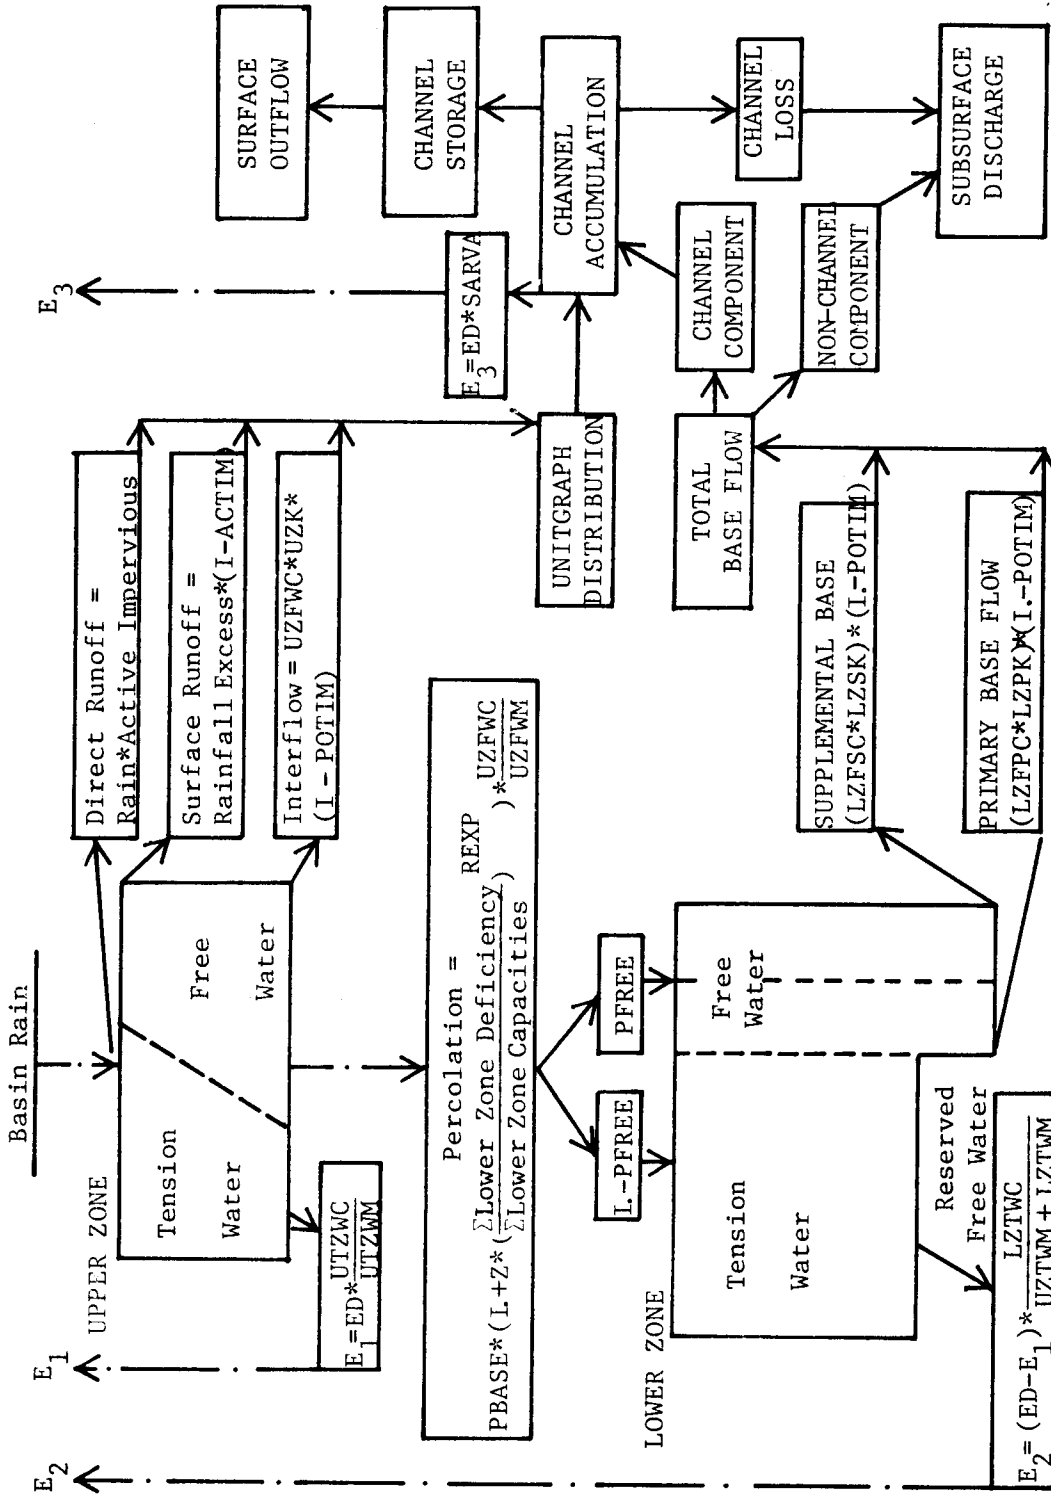 Basin Rain
E1
E2
E3
UPPER ZONE
Tension
Water
Free
Water
Direct Runoff =
Rain*Active Impervious
Surface Runoff =
Rainfall Excess*(I-ACTIM)
Interflow = UZFWC*UZK*
(I - POTIM)
E1=ED* UTZWC
UTZWM
E3=ED*SARVA
SURFACE
OUTFLOW
CHANNEL
STORAGE
Percolation =
REXP
PBASE*(I.+Z*(ΣLower Zone Deficiency) )* UZFWC
ΣLower Zone Capacities UZFWM
UNITGRAPH
DISTRIBUTION
CHANNEL
ACCUMULATION
I.-PFREE
PFREE
TOTAL
BASE FLOW
CHANNEL
COMPONENT
CHANNEL
LOSS
LOWER ZONE
Tension
Water
Free
Water
NON-CHANNEL
COMPONENT
SUPPLEMENTAL BASE
(LZFSC*LZSK)*(I.-POTIM)
SUBSURFACE
DISCHARGE
Reserved
Free Water
PRIMARY BASE FLOW
(LZFPC*LZPK)*(I.-POTIM)
E2=(ED-E1)* LZTWC
UZTWM + LZTWM